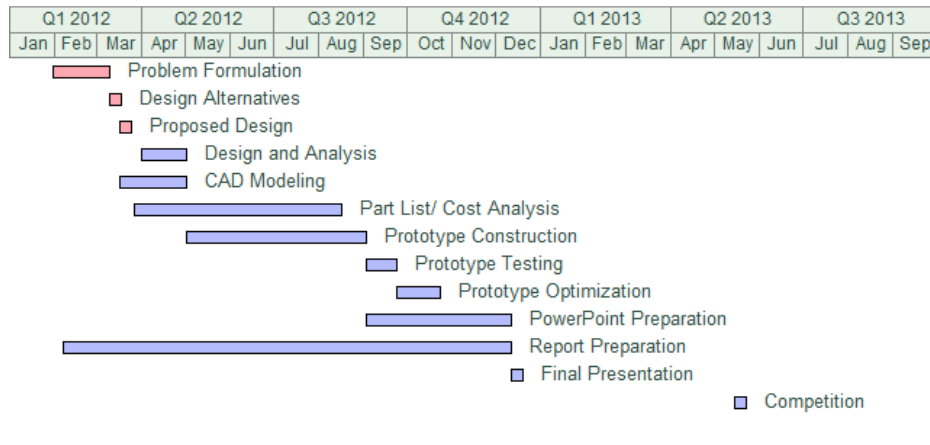 Q1 2012 Q2 2012 Q3 2012 Q4 2012 Q1 2013 Q2 2013 Q3 2013
Jan Feb Mar Apr May Jun Jul Aug Sep Oct Nov Dec Jan Feb Mar Apr May Jun Jul Aug Sep
Problem Formulation
Design Alternatives
Proposed Design
Design and Analysis
CAD Modeling
Part List/ Cost Analysis
Prototype Construction
Prototype Testing
Prototype Optimization
PowerPoint Preparation
Report Preparation
Final Presentation
Competition